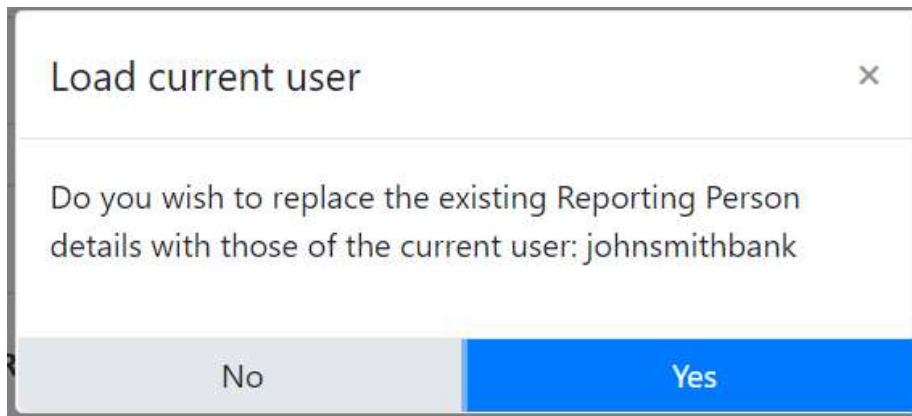 Load current user ×
Do you wish to replace the existing Reporting Person
details with those of the current user: johnsmithbank
No Yes